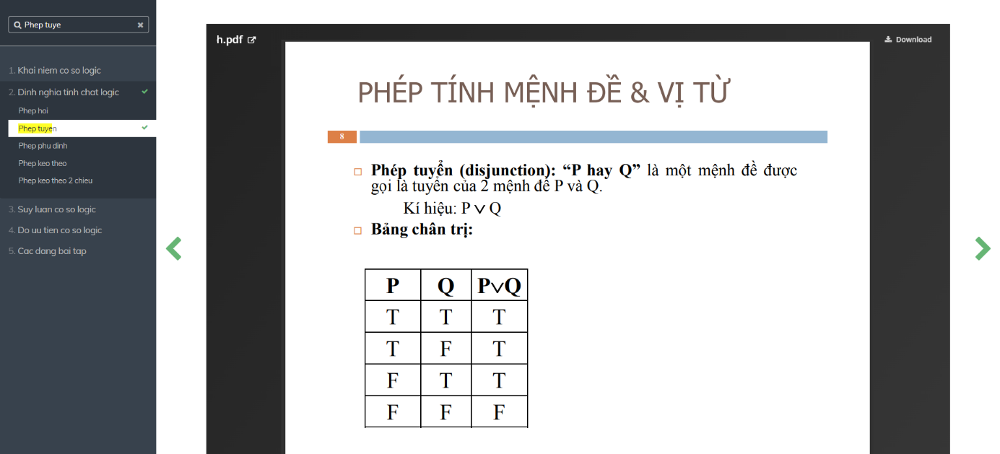 Phep tuye
1. Khai niem co so logic
2. Dinh nghia tinh chat logic
Phep hoi
Phep tuyen
Phep phu dinh
Phep keo theo
Phep keo theo 2 chieu
3. Suy luan co so logic
4. Do uu tien co so logic
5. Cac dang bai tap
h.pdf
Download
PHÉP TÍNH MỆNH ĐỀ & VỊ TỪ
8
Phép tuyển (disjunction): “P hay Q” là một mệnh đề được
gọi là tuyển của 2 mệnh đề P và Q.
Kí hiệu: P ∨ Q
Bảng chân trị:
P Q P∨Q
T T T
T F T
F T T
F F F